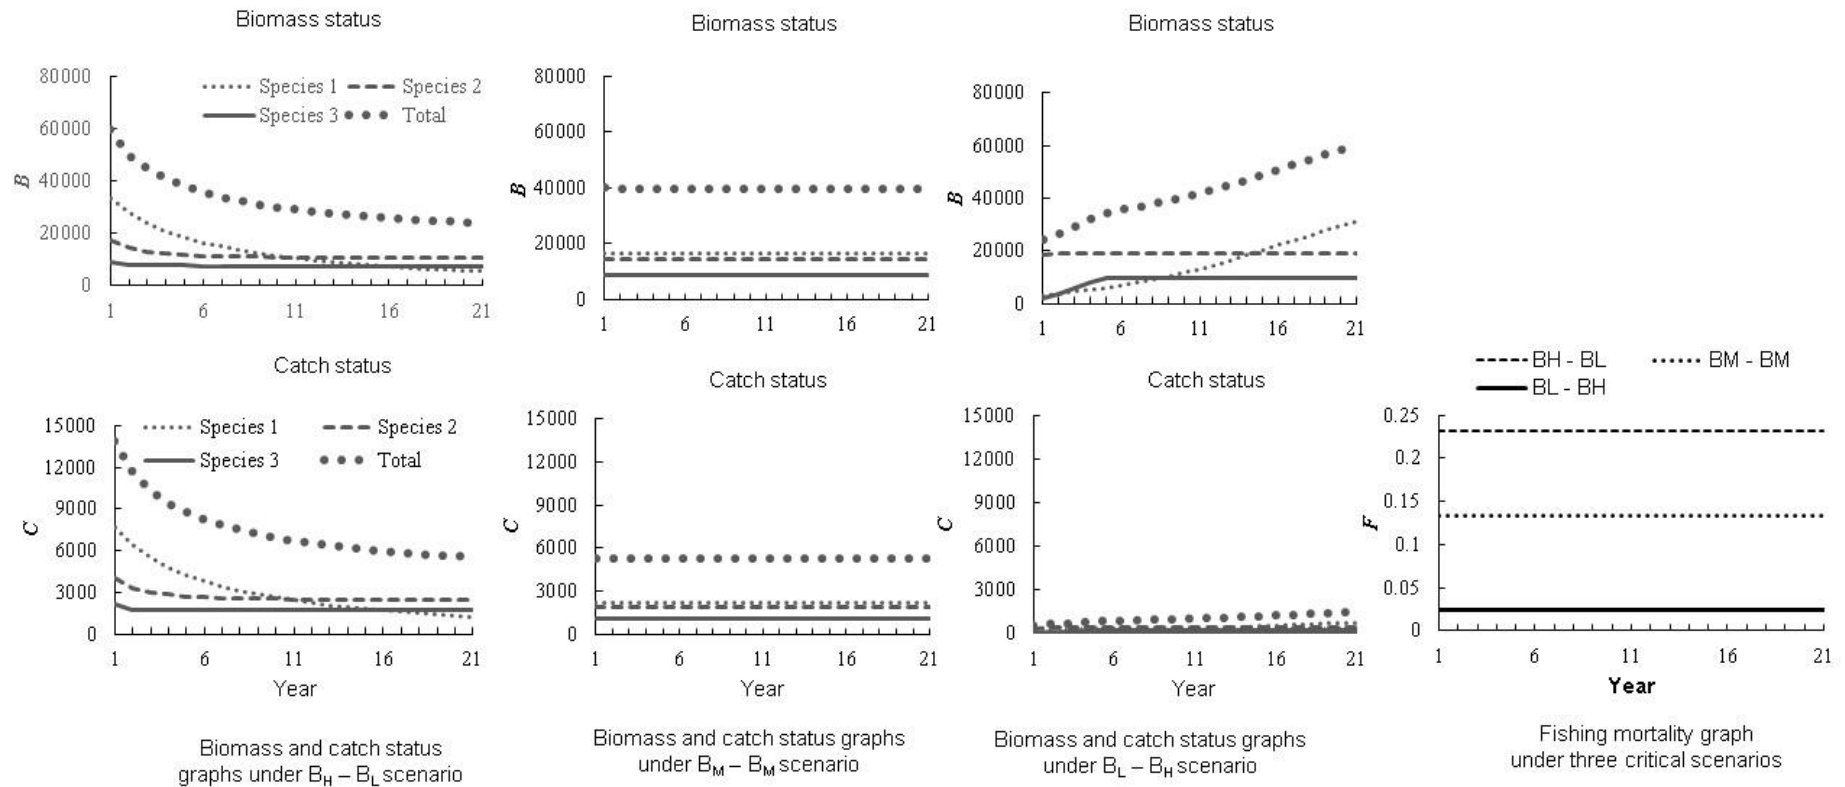 Biomass status
B
80000
60000
40000
20000
0
Species 1 Species 2
Species 3 Total
1 6 11 16 21
Biomass status
B
80000
60000
40000
20000
0
1 6 11 16 21
Biomass status
B
80000
60000
40000
20000
0
1 6 11 16 21
Catch status
C
15000
12000
9000
6000
3000
0
Species 1 Species 2
Species 3 Total
1 6 11 16 21
Year
Biomass and catch status
graphs under B_H – B_L scenario
Catch status
C
15000
12000
9000
6000
3000
0
1 6 11 16 21
Year
Biomass and catch status graphs
under B_M – B_M scenario
Catch status
C
15000
12000
9000
6000
3000
0
1 6 11 16 21
Year
Biomass and catch status graphs
under B_L – B_H scenario
BH - BL BM - BM
BL - BH
F
0.25
0.2
0.15
0.1
0.05
0
1 6 11 16 21
Year
Fishing mortality graph
under three critical scenarios